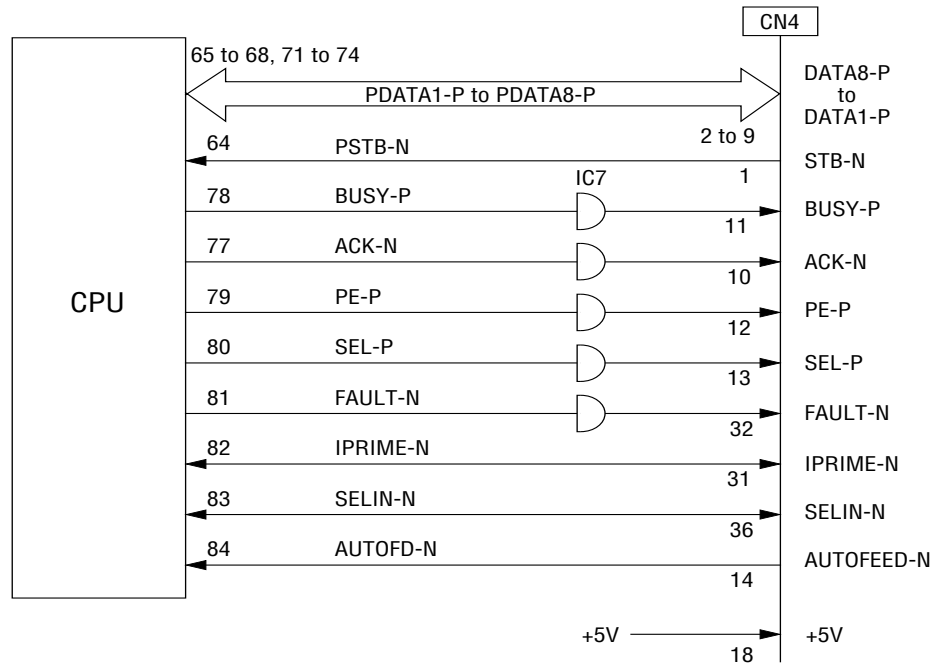 CN4
65 to 68, 71 to 74
PDATA1-P to PDATA8-P
DATA8-P
to
DATA1-P
2 to 9
64 PSTB-N 1 STB-N
IC7
78 BUSY-P 11 BUSY-P
77 ACK-N 10 ACK-N
CPU
79 PE-P 12 PE-P
80 SEL-P 13 SEL-P
81 FAULT-N 32 FAULT-N
82 IPRIME-N 31 IPRIME-N
83 SELIN-N 36 SELIN-N
84 AUTOFD-N 14 AUTOFEED-N
+5V 18 +5V